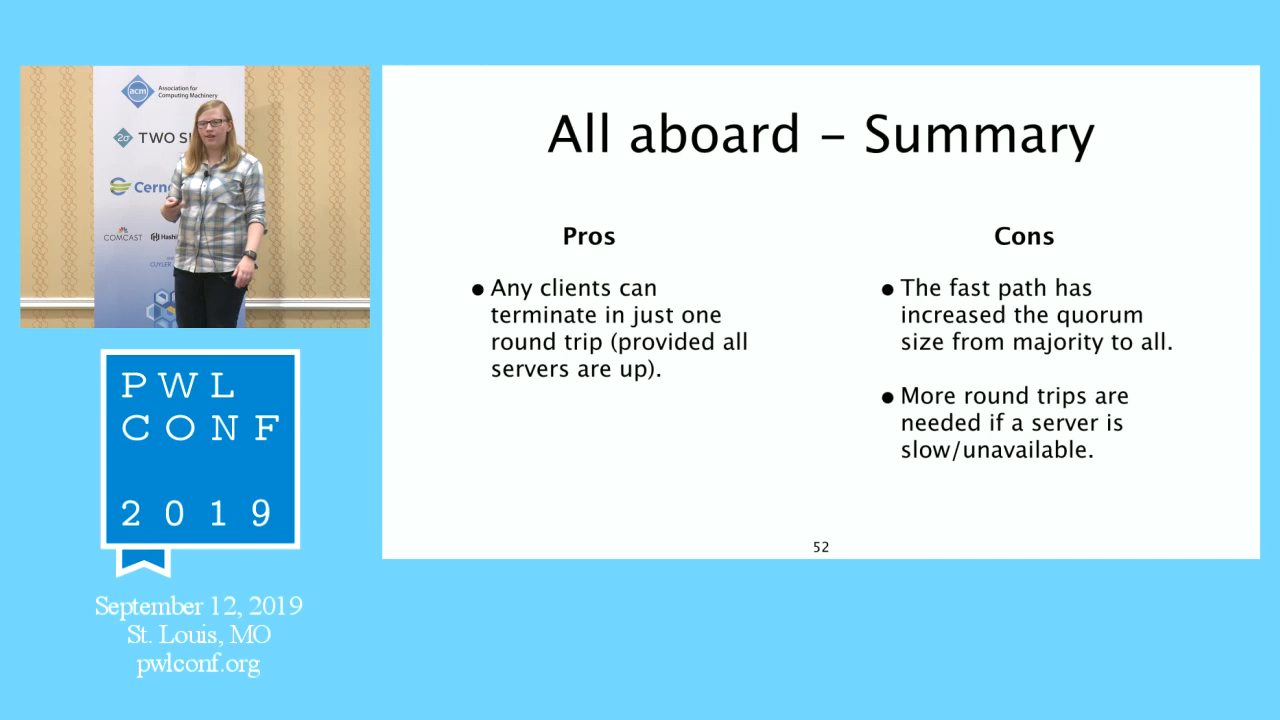 acm
Association for
Computing Machinery
2σ TWO
COMCAST
PWL
CONF
2019
September 12, 2019
St. Louis, MO
pwlconf.org
All aboard – Summary
Pros
• Any clients can
terminate in just one
round trip (provided all
servers are up).
Cons
• The fast path has
increased the quorum
size from majority to all.
• More round trips are
needed if a server is
slow/unavailable.
52